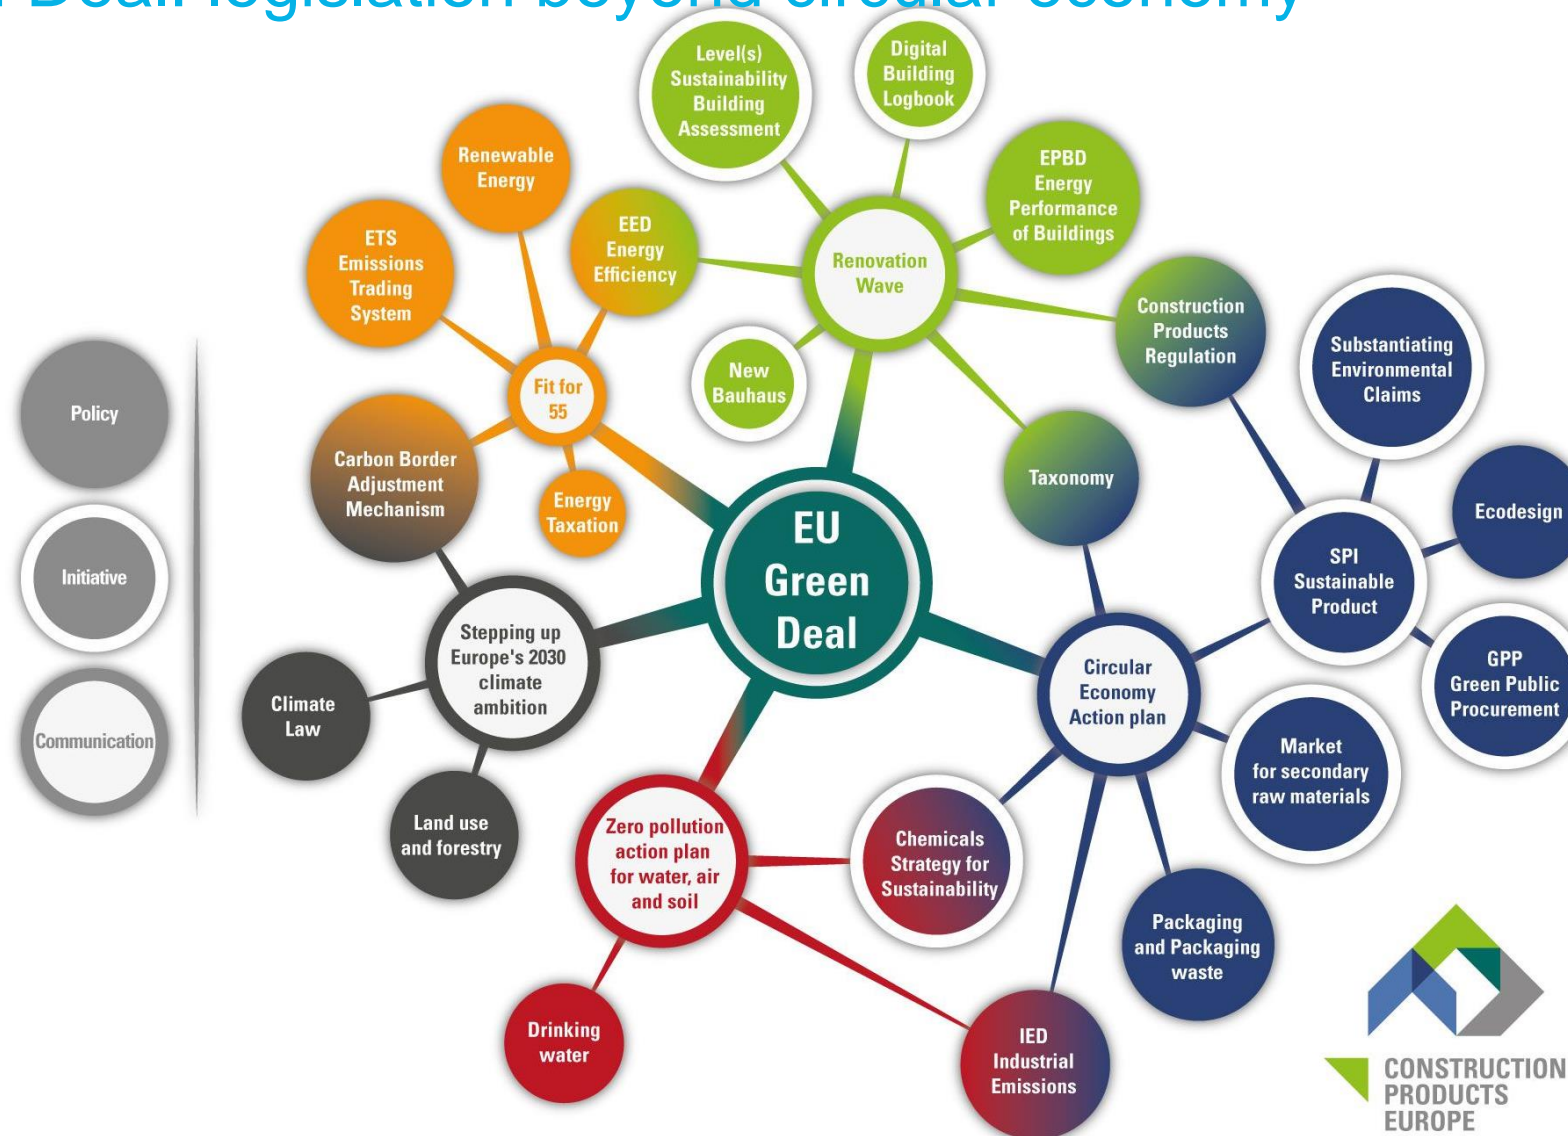 Deal: legislation beyond circular economy
Level(s)
Sustainability
Building
Assessment
Digital
Building
Logbook
Renewable
Energy
EPBD
Energy
Performance
of Buildings
ETS
Emissions
Trading
System
EED
Energy
Efficiency
Renovation
Wave
Construction
Products
Regulation
Substantiating
Environmental
Claims
New
Bauhaus
Fit for
55
Policy
Carbon Border
Adjustment
Mechanism
Energy
Taxation
Taxonomy
Ecodesign
EU
Green
Deal
Initiative
SPI
Sustainable
Product
Stepping up
Europe's 2030
climate
ambition
Circular
Economy
Action plan
GPP
Green Public
Procurement
Climate
Law
Communication
Market
for secondary
raw materials
Land use
and forestry
Zero pollution
action plan
for water, air
and soil
Chemicals
Strategy for
Sustainability
Packaging
and Packaging
waste
Drinking
water
IED
Industrial
Emissions
CONSTRUCTION
PRODUCTS
EUROPE